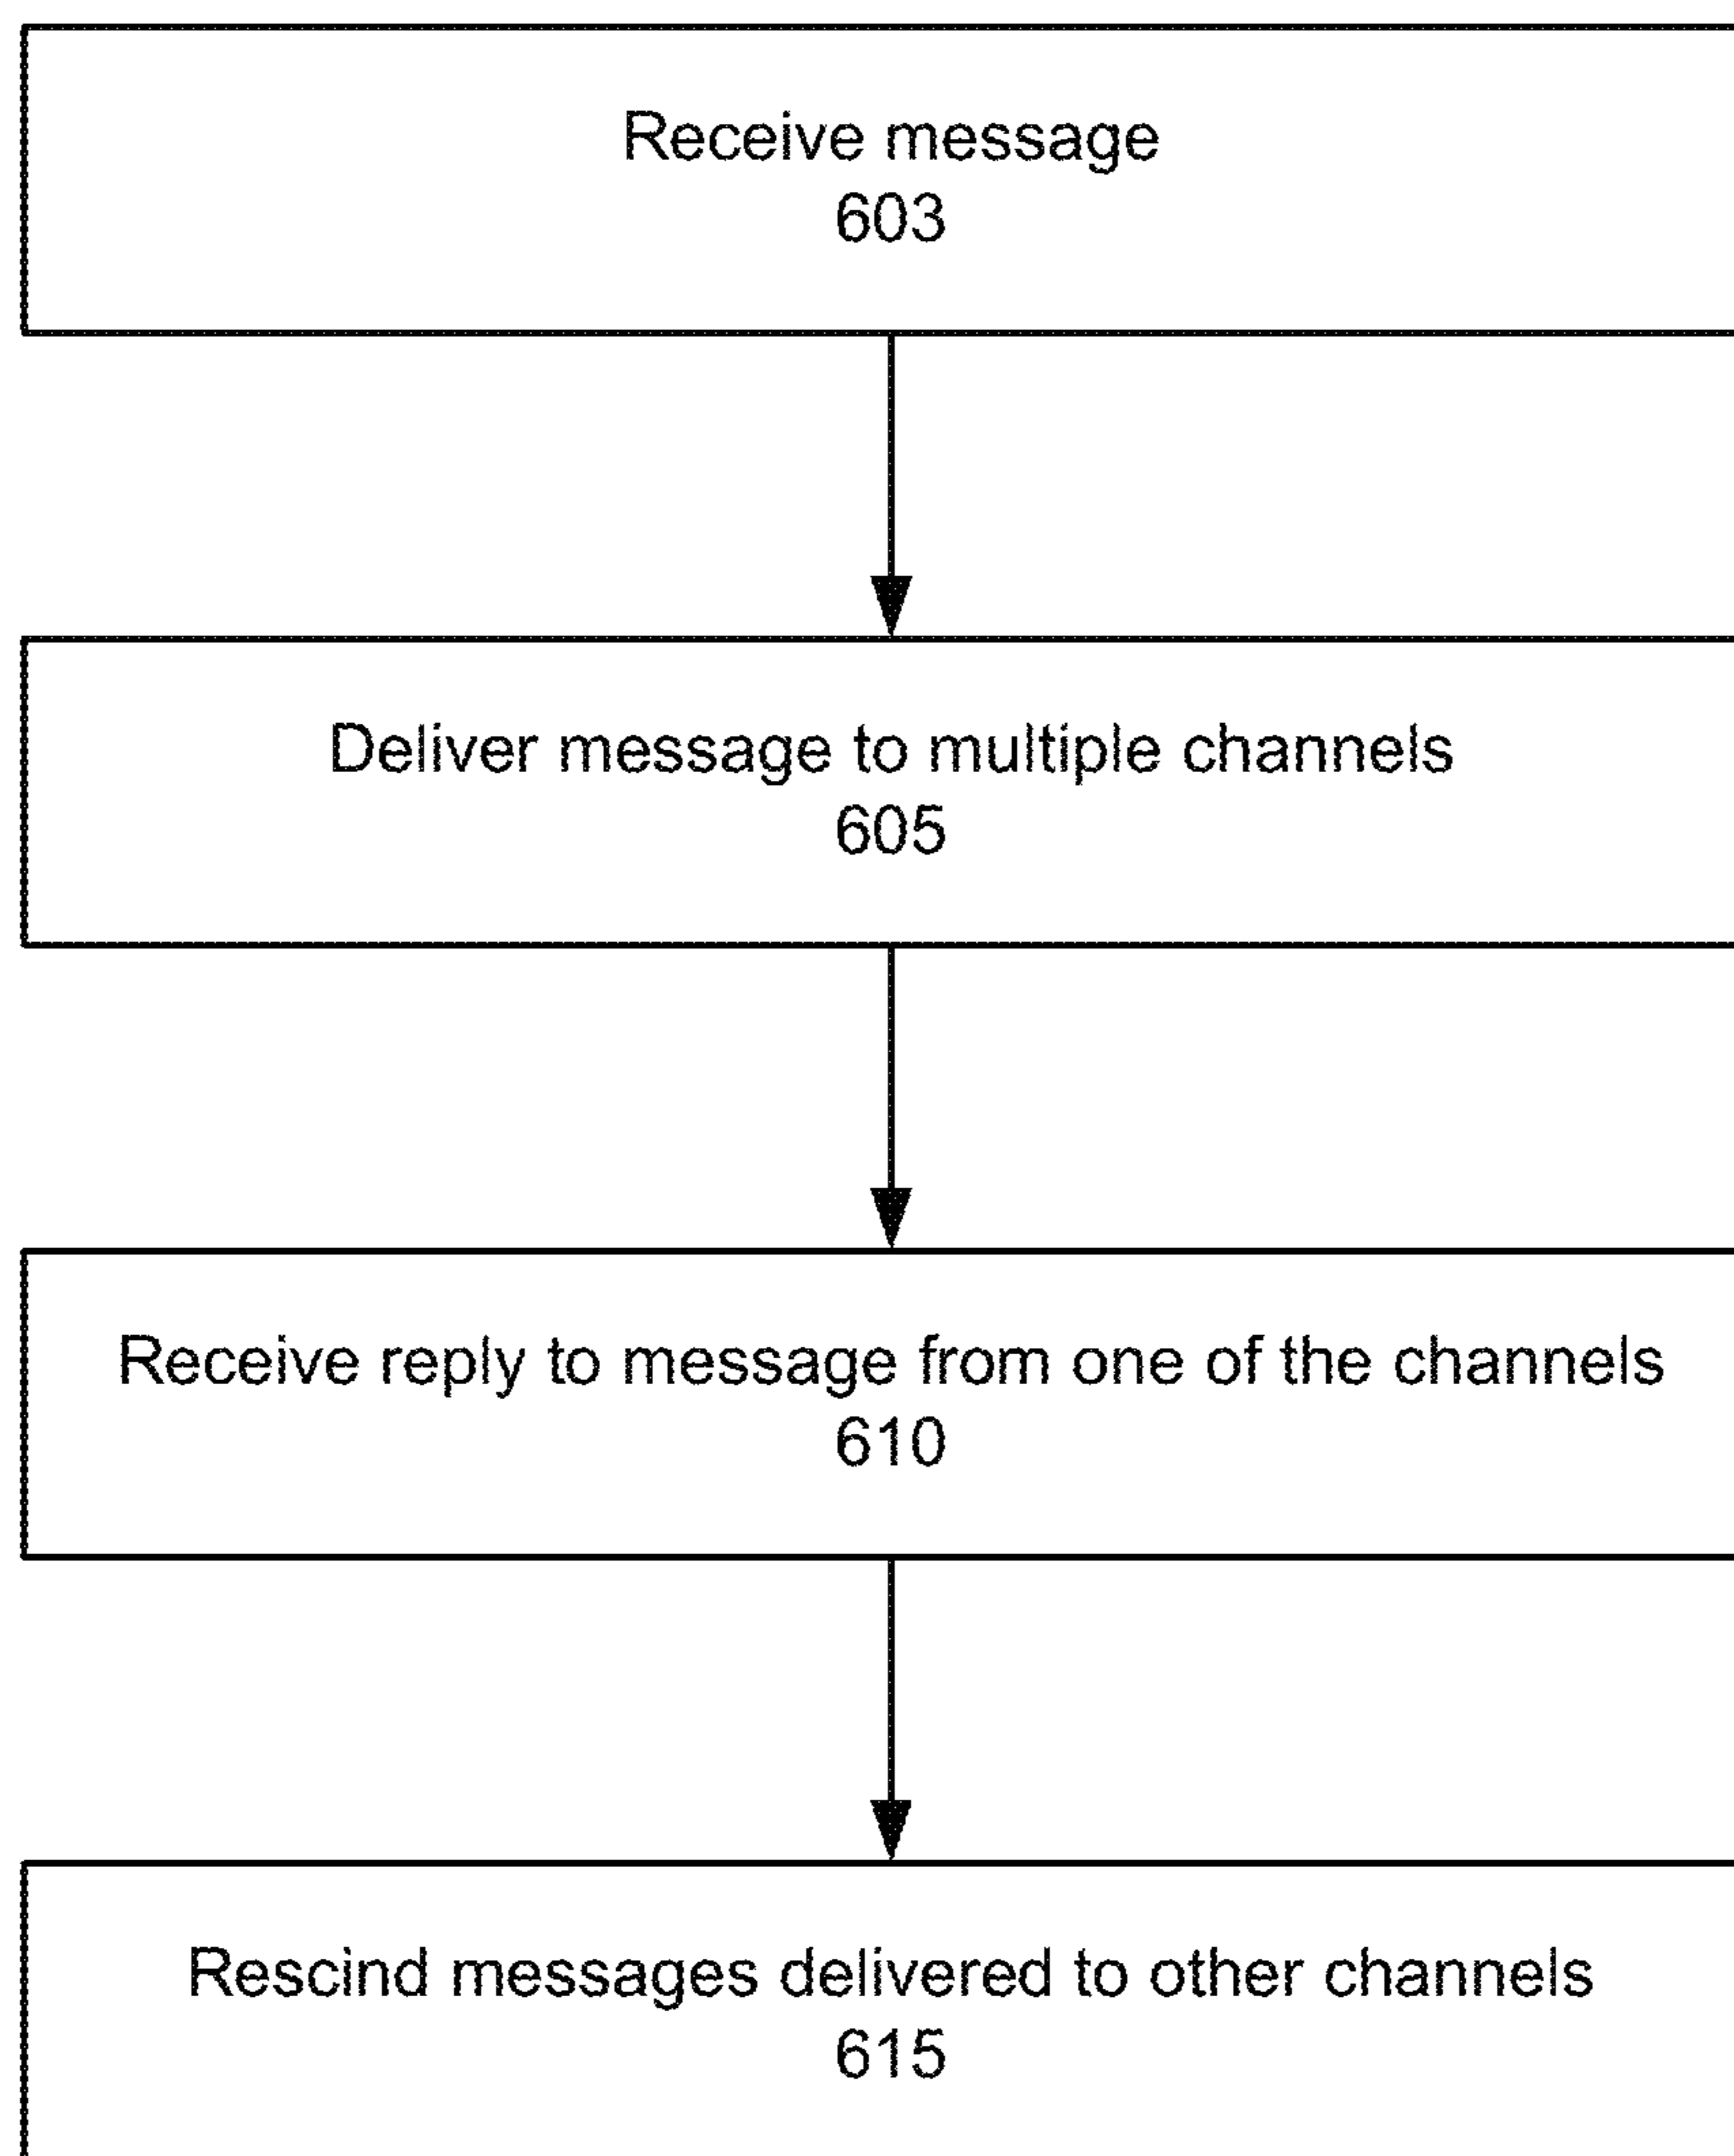 Receive message
603
Deliver message to multiple channels
605
Receive reply to message from one of the channels
610
Rescind messages delivered to other channels
615